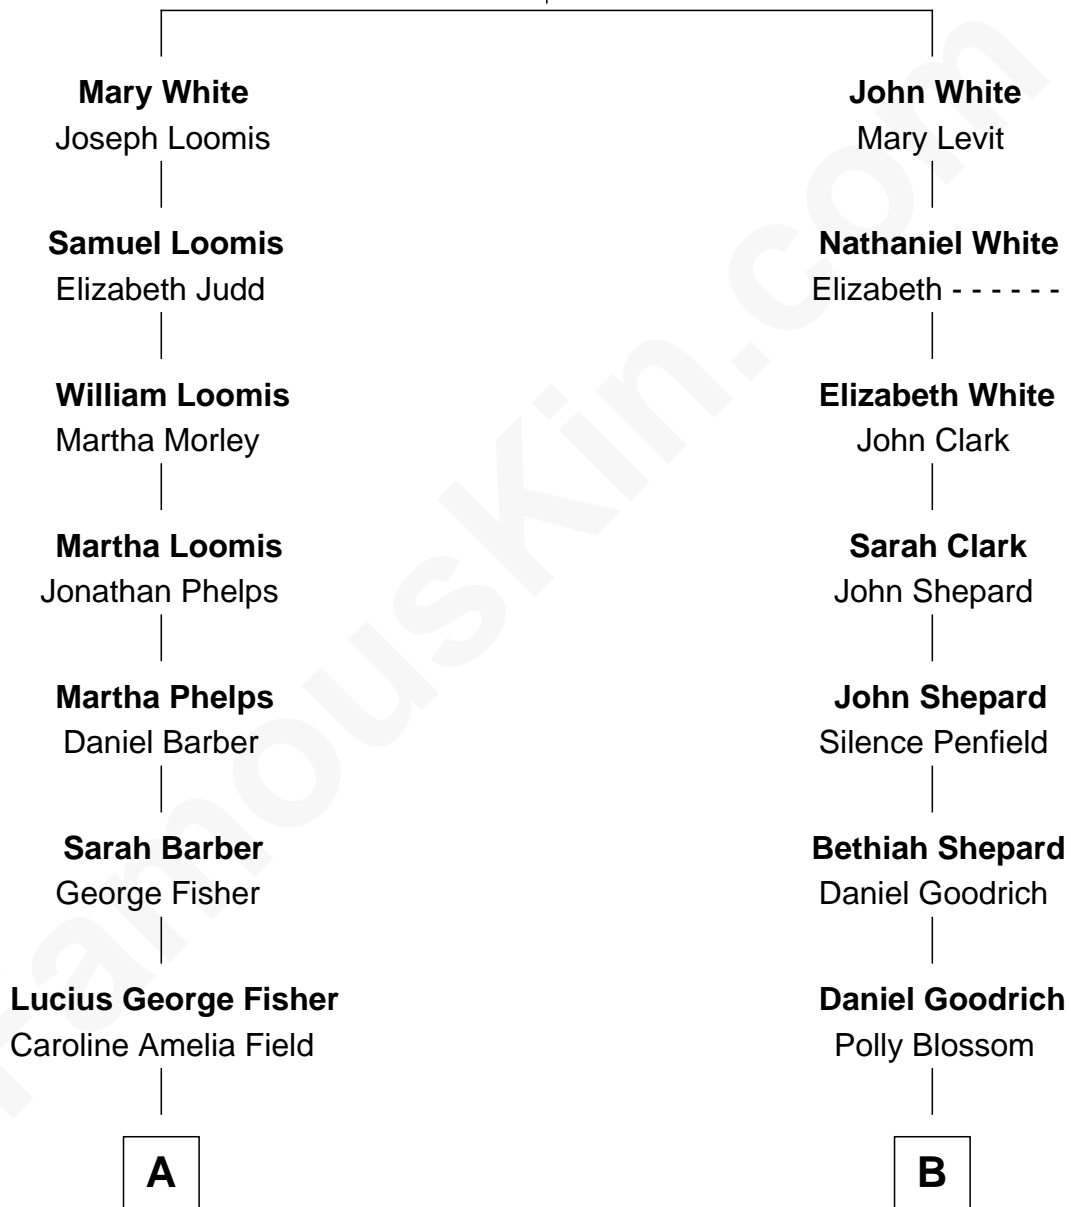 Mary White
Joseph Loomis
Samuel Loomis
Elizabeth Judd
William Loomis
Martha Morley
Martha Loomis
Jonathan Phelps
Martha Phelps
Daniel Barber
Sarah Barber
George Fisher
Lucius George Fisher
Caroline Amelia Field
A
John White
Mary Levit
Nathaniel White
Elizabeth - - - - - -
Elizabeth White
John Clark
Sarah Clark
John Shepard
John Shepard
Silence Penfield
Bethiah Shepard
Daniel Goodrich
Daniel Goodrich
Polly Blossom
B
FamousKin.com